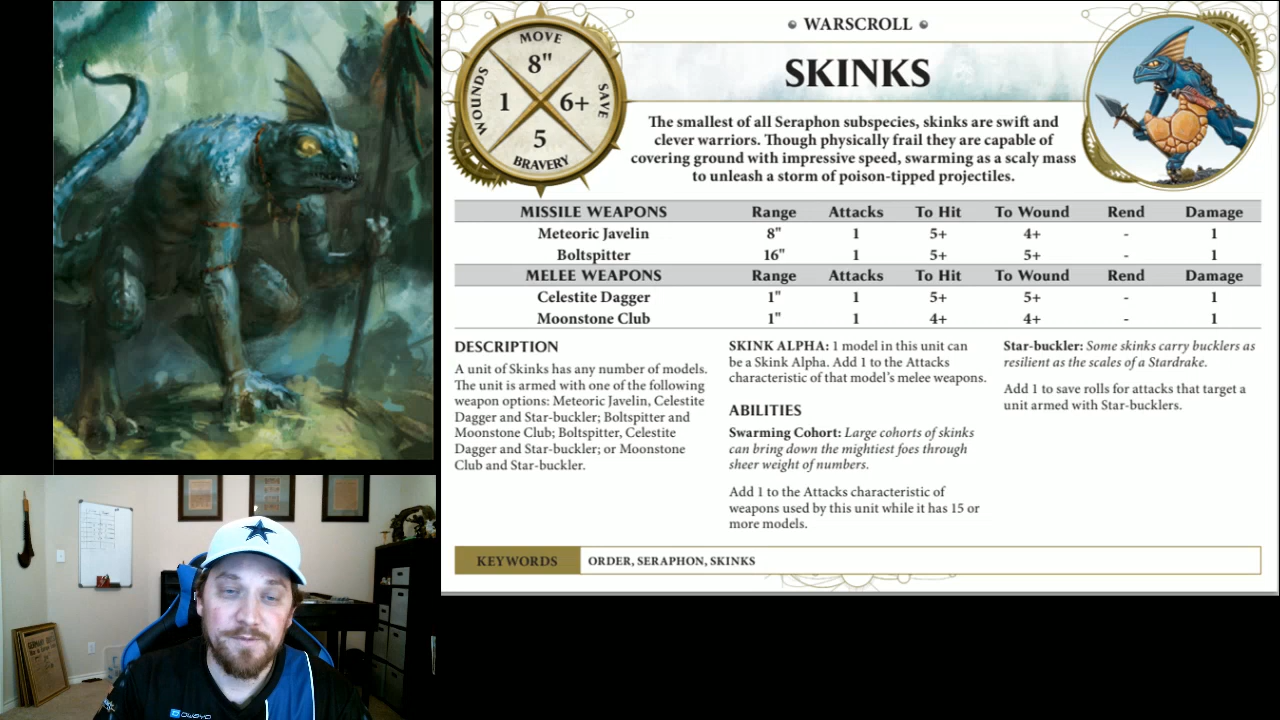 WARSCROLL
SKINKS
MOVE
8"
WOUNDS
1
6+
SAVE
5
BRAVERY
The smallest of all Seraphon subspecies, skinks are swift and
clever warriors. Though physically frail they are capable of
covering ground with impressive speed, swarming as a scaly mass
to unleash a storm of poison-tipped projectiles.
MISSILE WEAPONS Range Attacks To Hit To Wound Rend Damage
Meteoric Javelin 8" 1 5+ 4+ - 1
Boltspitter 16" 1 5+ 5+ - 1
MELEE WEAPONS Range Attacks To Hit To Wound Rend Damage
Celestite Dagger 1" 1 5+ 5+ - 1
Moonstone Club 1" 1 4+ 4+ - 1
DESCRIPTION
A unit of Skinks has any number of models.
The unit is armed with one of the following
weapon options: Meteoric Javelin, Celestite
Dagger and Star-buckler; Boltspitter and
Moonstone Club; Boltspitter, Celestite
Dagger and Star-buckler; or Moonstone
Club and Star-buckler.
SKINK ALPHA: 1 model in this unit can
be a Skink Alpha. Add 1 to the Attacks
characteristic of that model's melee weapons.
ABILITIES
Swarming Cohort: Large cohorts of skinks
can bring down the mightiest foes through
sheer weight of numbers.
Add 1 to the Attacks characteristic of
weapons used by this unit while it has 15 or
more models.
Star-buckler: Some skinks carry bucklers as
resilient as the scales of a Stardrake.
Add 1 to save rolls for attacks that target a
unit armed with Star-bucklers.
KEYWORDS ORDER, SERAPHON, SKINKS
DXRACER